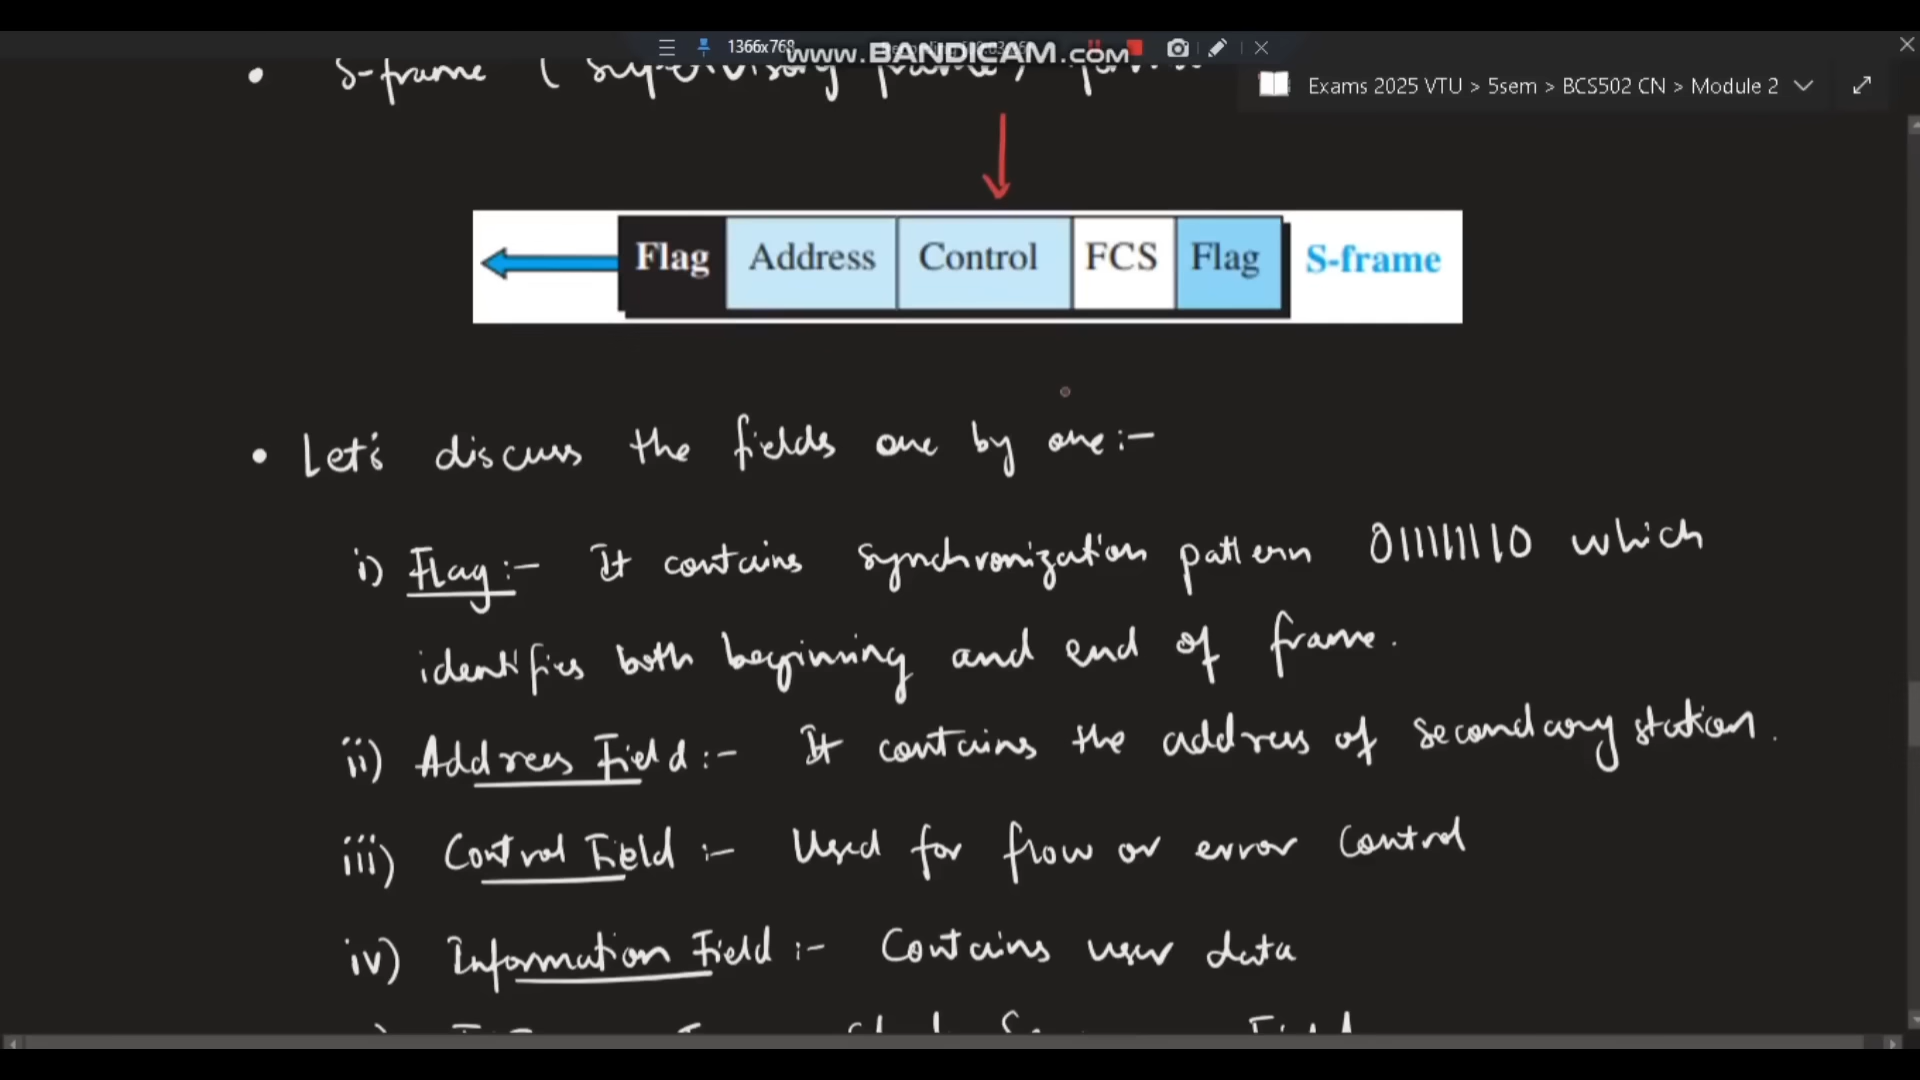 1366x768
www.BANDICAM.com
• S-frame (supervisory frame)
Exams 2025 VTU > 5sem > BCS502 CN > Module 2
Flag Address Control FCS Flag S-frame
• Let's discuss the fields one by one:-
i) Flag:- It contains synchronization pattern 01111110 which
identifies both beginning and end of frame.
ii) Address Field:- It contains the address of secondary station.
iii) Control Field :- Used for flow or error control
iv) Information Field :- Contains user data